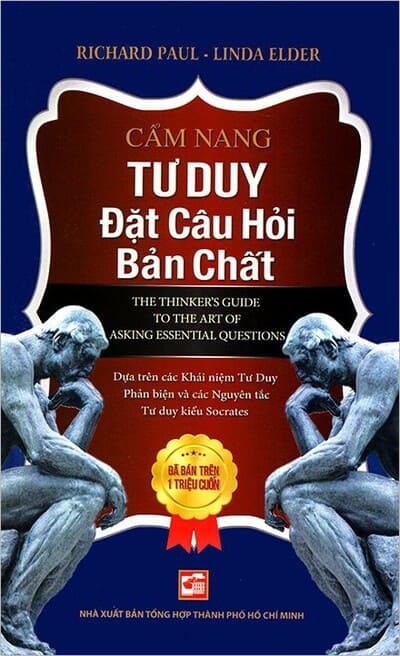 RICHARD PAUL - LINDA ELDER
CẨM NANG
TƯ DUY
Đặt Câu Hỏi
Bản Chất
THE THINKER'S GUIDE
TO THE ART OF
ASKING ESSENTIAL QUESTIONS
Dựa trên các Khái niệm Tư Duy
Phản biện và các Nguyên tắc
Tư duy kiểu Socrates
ĐÃ BÁN TRÊN
1 TRIỆU CUỐN
NHÀ XUẤT BẢN TỔNG HỢP THÀNH PHỐ HỒ CHÍ MINH